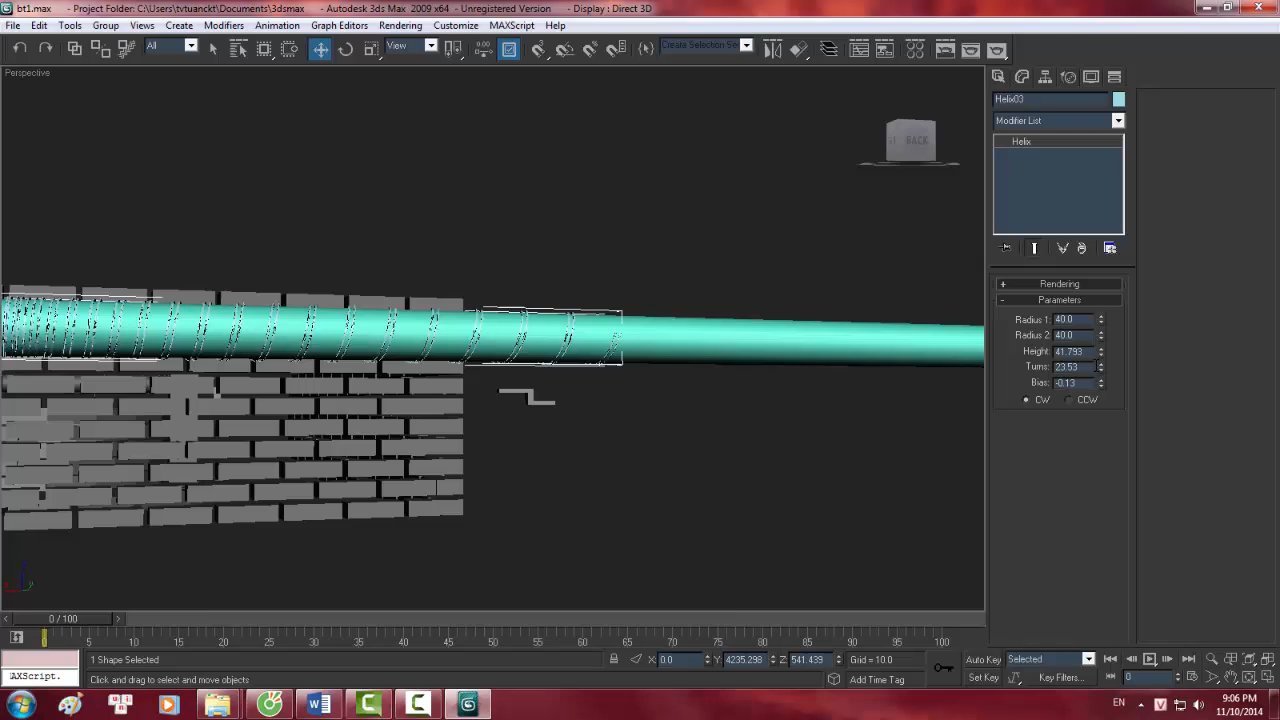 bt1.max - Project Folder: C:\Users\tvtuanckt\Documents\3dsmax - Autodesk 3ds Max 2009 x64 - Unregistered Version - Display : Direct 3D
File Edit Tools Group Views Create Modifiers Animation Graph Editors Rendering Customize MAXScript Help
All View 0.00 Create Selection Se
Perspective
BACK
Helix03
Modifier List
Helix
+ Rendering
- Parameters
Radius 1: 40.0
Radius 2: 40.0
Height: 41.793
Turns: 23.53
Bias: -0.13
CW CCW
< 0 / 100 >
5 10 15 20 25 30 35 40 45 50 55 60 65 70 75 80 85 90 95 100
1 Shape Selected X: 0.0 Y: 4235.298 Z: 541.439 Grid = 10.0 Auto Key Selected
AXScript. Click and drag to select and move objects Add Time Tag Set Key Key Filters... 0
EN 9:06 PM
11/10/2014